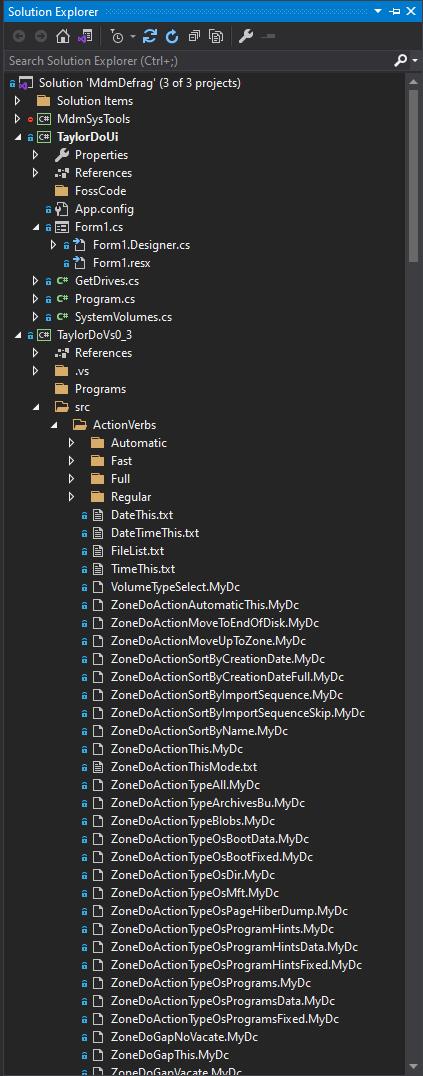 Solution Explorer
Search Solution Explorer (Ctrl+;)
Solution 'MdmDefrag' (3 of 3 projects)
Solution Items
C# MdmSysTools
C# TaylorDoUi
Properties
References
FossCode
App.config
Form1.cs
Form1.Designer.cs
Form1.resx
C# GetDrives.cs
C# Program.cs
C# SystemVolumes.cs
C# TaylorDoVs0_3
References
.vs
Programs
src
ActionVerbs
Automatic
Fast
Full
Regular
DateThis.txt
DateTimeThis.txt
FileList.txt
TimeThis.txt
VolumeTypeSelect.MyDc
ZoneDoActionAutomaticThis.MyDc
ZoneDoActionMoveToEndOfDisk.MyDc
ZoneDoActionMoveUpToZone.MyDc
ZoneDoActionSortByCreationDate.MyDc
ZoneDoActionSortByCreationDateFull.MyDc
ZoneDoActionSortByImportSequence.MyDc
ZoneDoActionSortByImportSequenceSkip.MyDc
ZoneDoActionSortByName.MyDc
ZoneDoActionThis.MyDc
ZoneDoActionThisMode.txt
ZoneDoActionTypeAll.MyDc
ZoneDoActionTypeArchivesBu.MyDc
ZoneDoActionTypeBlobs.MyDc
ZoneDoActionTypeOsBootData.MyDc
ZoneDoActionTypeOsBootFixed.MyDc
ZoneDoActionTypeOsDir.MyDc
ZoneDoActionTypeOsMft.MyDc
ZoneDoActionTypeOsPageHiberDump.MyDc
ZoneDoActionTypeOsProgramHints.MyDc
ZoneDoActionTypeOsProgramHintsData.MyDc
ZoneDoActionTypeOsProgramHintsFixed.MyDc
ZoneDoActionTypeOsPrograms.MyDc
ZoneDoActionTypeOsProgramsData.MyDc
ZoneDoActionTypeOsProgramsFixed.MyDc
ZoneDoGapNoVacate.MyDc
ZoneDoGapThis.MyDc
ZoneDoGapVacate.MyDc